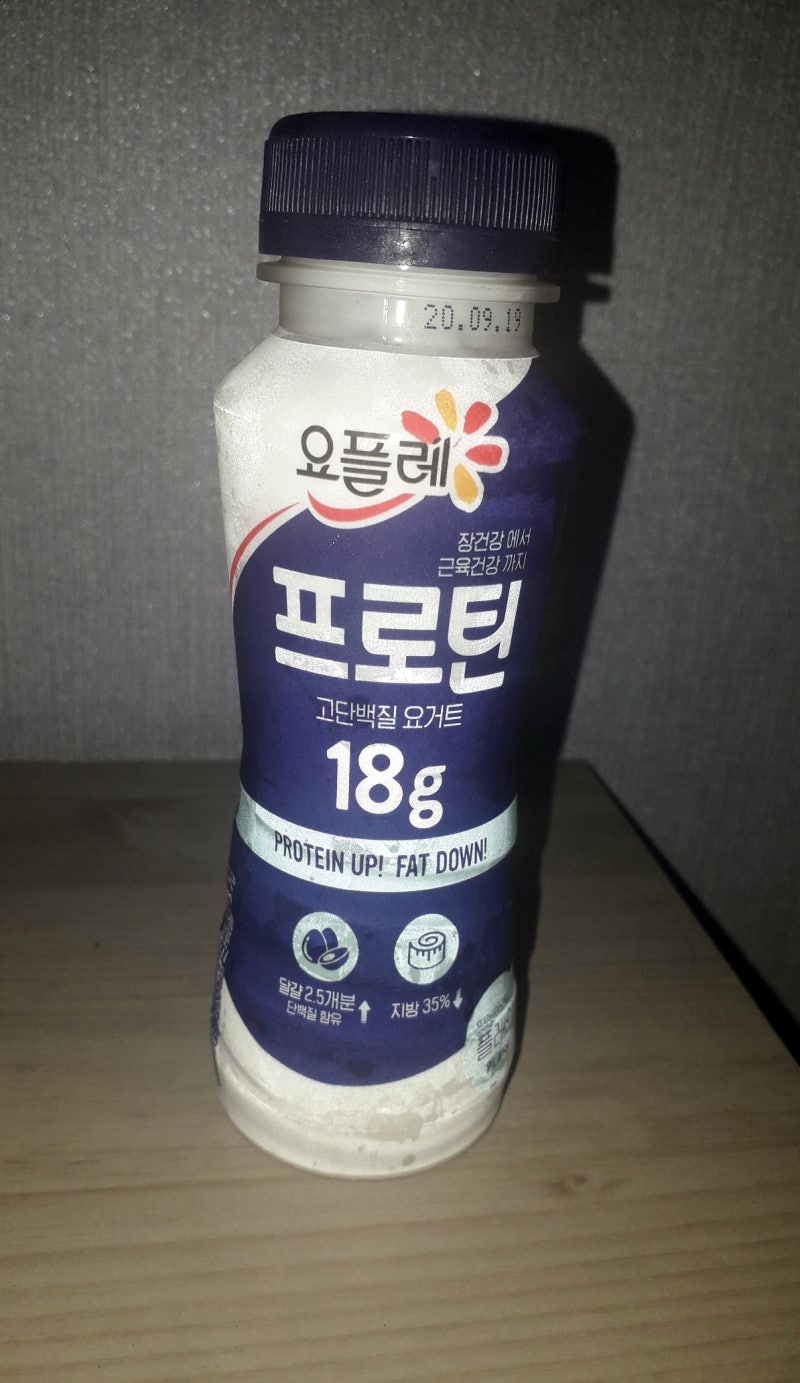 20.09.19
요플레
장건강 에서
근육건강 까지
프로틴
고단백질 요거트
18g
PROTEIN UP! FAT DOWN!
달걀 2.5개분
단백질 함유
지방 35%